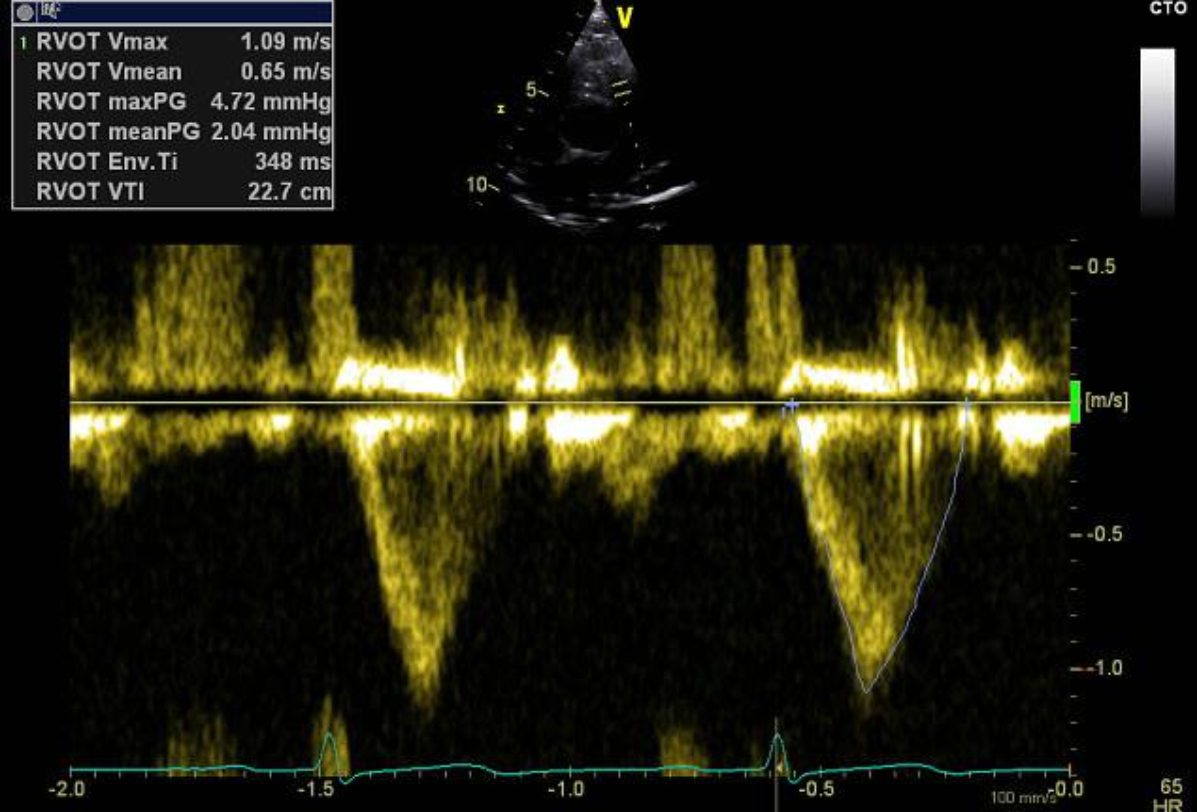 1 RVOT Vmax 1.09 m/s
RVOT Vmean 0.65 m/s
RVOT maxPG 4.72 mmHg
RVOT meanPG 2.04 mmHg
RVOT Env.Ti 348 ms
RVOT VTI 22.7 cm
V
СТО
5
10
0.5
[m/s]
-0.5
-1.0
-2.0 -1.5 -1.0 -0.5 -0.0
100 mm/s
65
HR